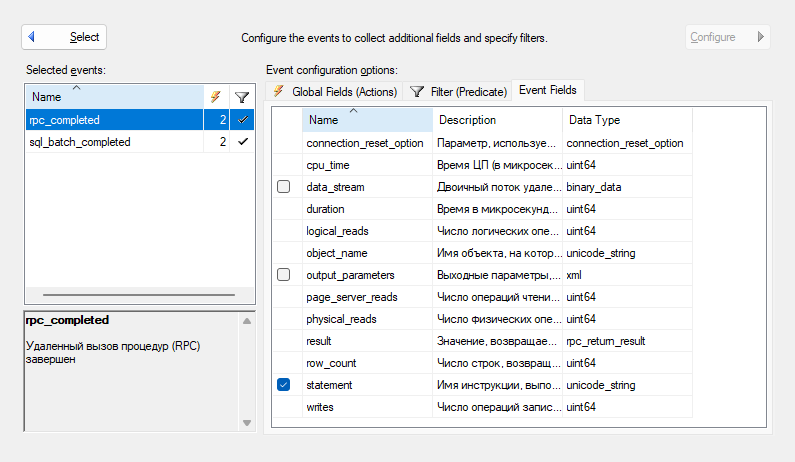 Select
Configure the events to collect additional fields and specify filters.
Configure
Selected events:
Name
rpc_completed 2
sql_batch_completed 2
rpc_completed
Удаленный вызов процедур (RPC)
завершен
Event configuration options:
Global Fields (Actions) Filter (Predicate) Event Fields
Name Description Data Type
connection_reset_option Параметр, используе... connection_reset_option
cpu_time Время ЦП (в микросек... uint64
data_stream Двоичный поток удале... binary_data
duration Время в микросекунд... uint64
logical_reads Число логических опе... uint64
object_name Имя объекта, на котор... unicode_string
output_parameters Выходные параметры,... xml
page_server_reads Число операций чтени... uint64
physical_reads Число физических опе... uint64
result Значение, возвращае... rpc_return_result
row_count Число строк, возвращ... uint64
statement Имя инструкции, выпо... unicode_string
writes Число операций запис... uint64